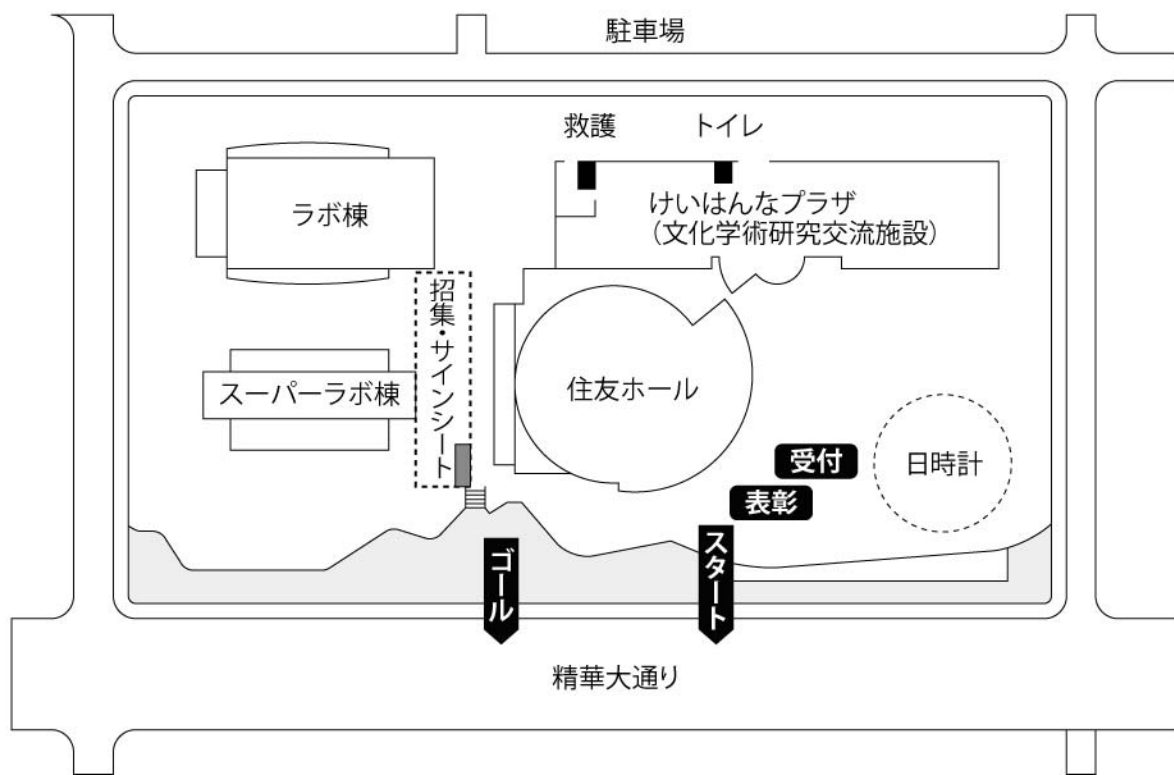 駐車場
救護
トイレ
ラボ棟
けいはんなプラザ
（文化学術研究交流施設）
招集・サインシート
スーパーラボ棟
住友ホール
受付
日時計
表彰
ゴール
スタート
精華大通り